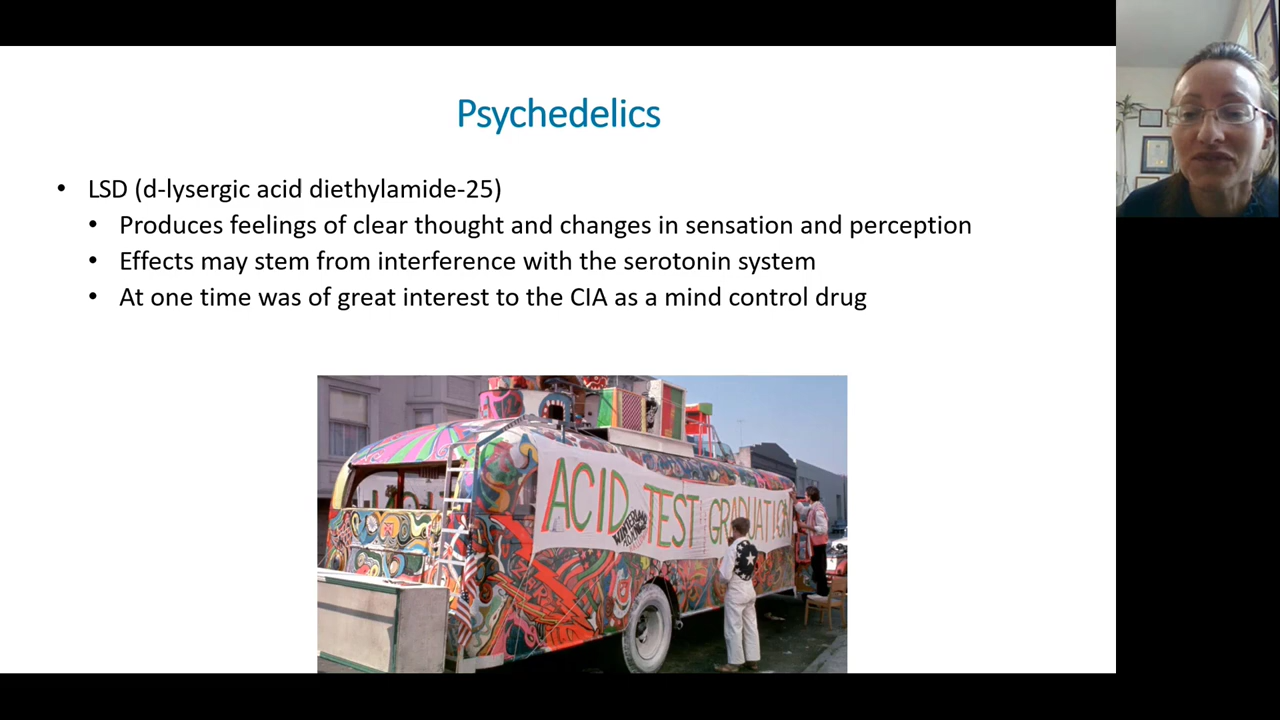 Psychedelics
• LSD (d-lysergic acid diethylamide-25)
• Produces feelings of clear thought and changes in sensation and perception
• Effects may stem from interference with the serotonin system
• At one time was of great interest to the CIA as a mind control drug
ACID TEST GRADUATION